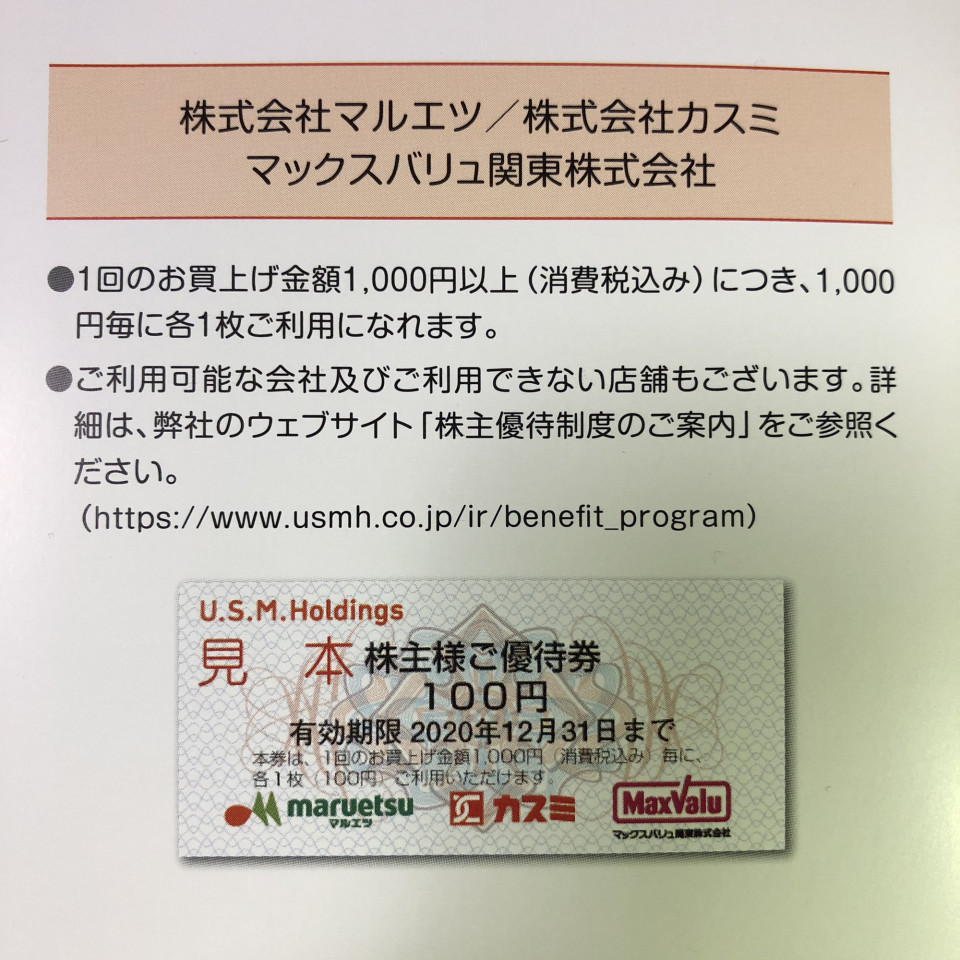 株式会社マルエツ／株式会社カスミ
マックスバリュ関東株式会社
●1回のお買上げ金額1,000円以上（消費税込み）につき、1,000
円毎に各1枚ご利用になれます。
●ご利用可能な会社及びご利用できない店舗もございます。詳
細は、弊社のウェブサイト「株主優待制度のご案内」をご参照く
ださい。
（https://www.usmh.co.jp/ir/benefit_program）
U.S.M.Holdings
見本 株主様ご優待券
100円
有効期限 2020年12月31日まで
本券は、1回のお買上げ金額1,000円（消費税込み）毎に、
各1枚（100円）ご利用いただけます。
maruetsu カスミ MaxValu
マルエツ マックスバリュ関東株式会社